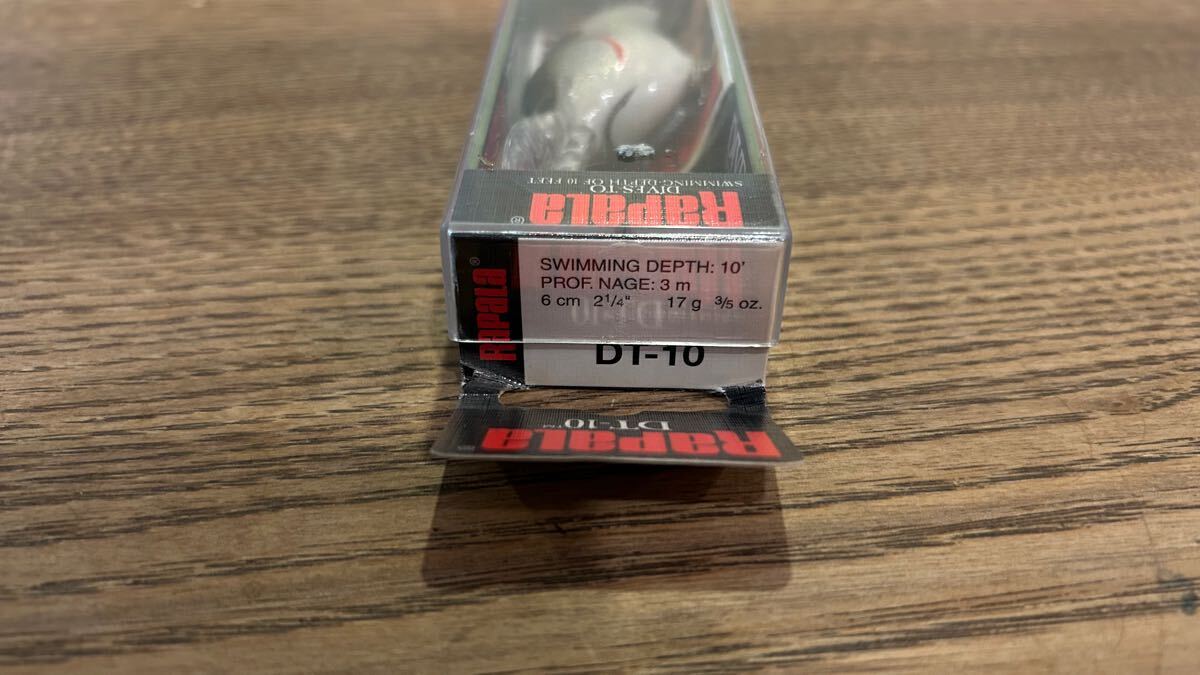 SWIMMING DEPTH OF 10 FEET
DIVES TO
RAPALA®
RAPALA®
SWIMMING DEPTH: 10'
PROF. NAGE: 3 m
6 cm 2¹/₄" 17 g ³/₅ oz.
DT-10
DT-10™
RAPALA